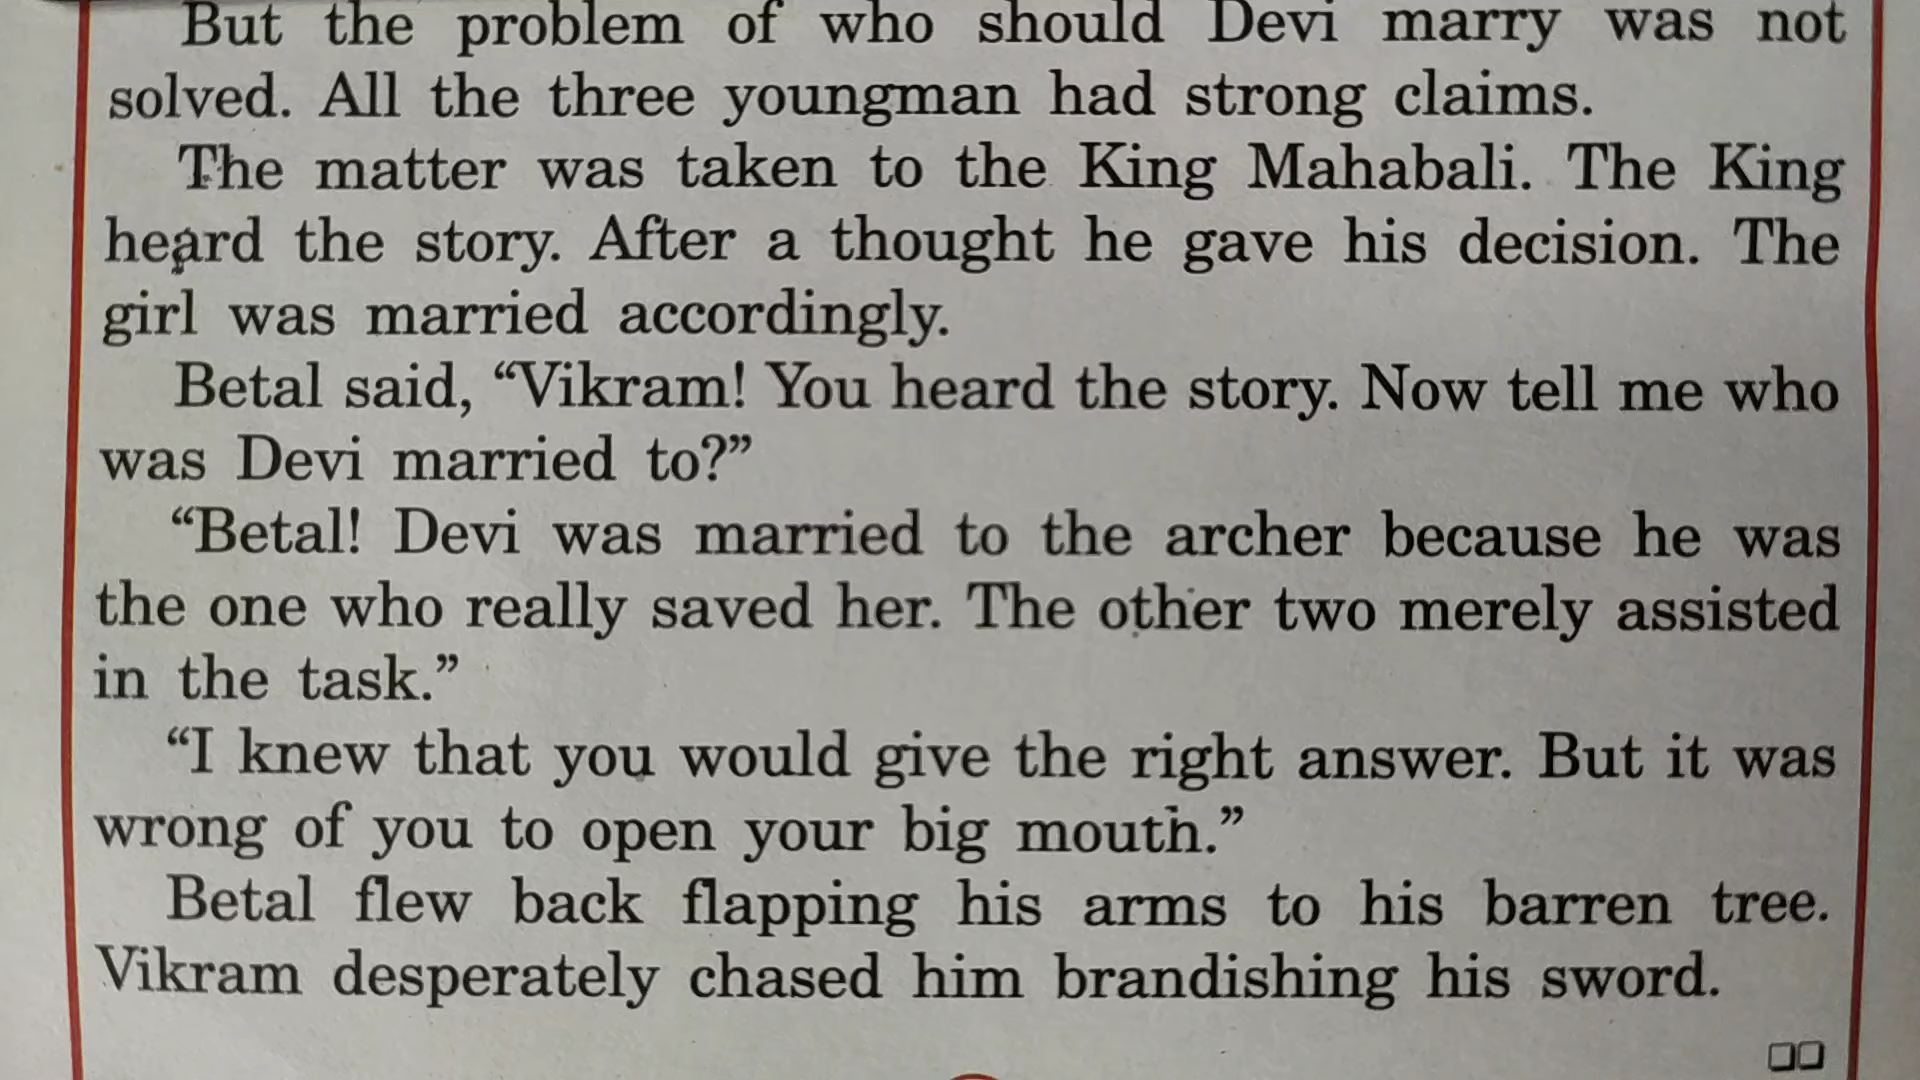 But the problem of who should Devi marry was not
solved. All the three youngman had strong claims.
The matter was taken to the King Mahabali. The King
heard the story. After a thought he gave his decision. The
girl was married accordingly.
Betal said, “Vikram! You heard the story. Now tell me who
was Devi married to?”
“Betal! Devi was married to the archer because he was
the one who really saved her. The other two merely assisted
in the task.”
“I knew that you would give the right answer. But it was
wrong of you to open your big mouth.”
Betal flew back flapping his arms to his barren tree.
Vikram desperately chased him brandishing his sword.